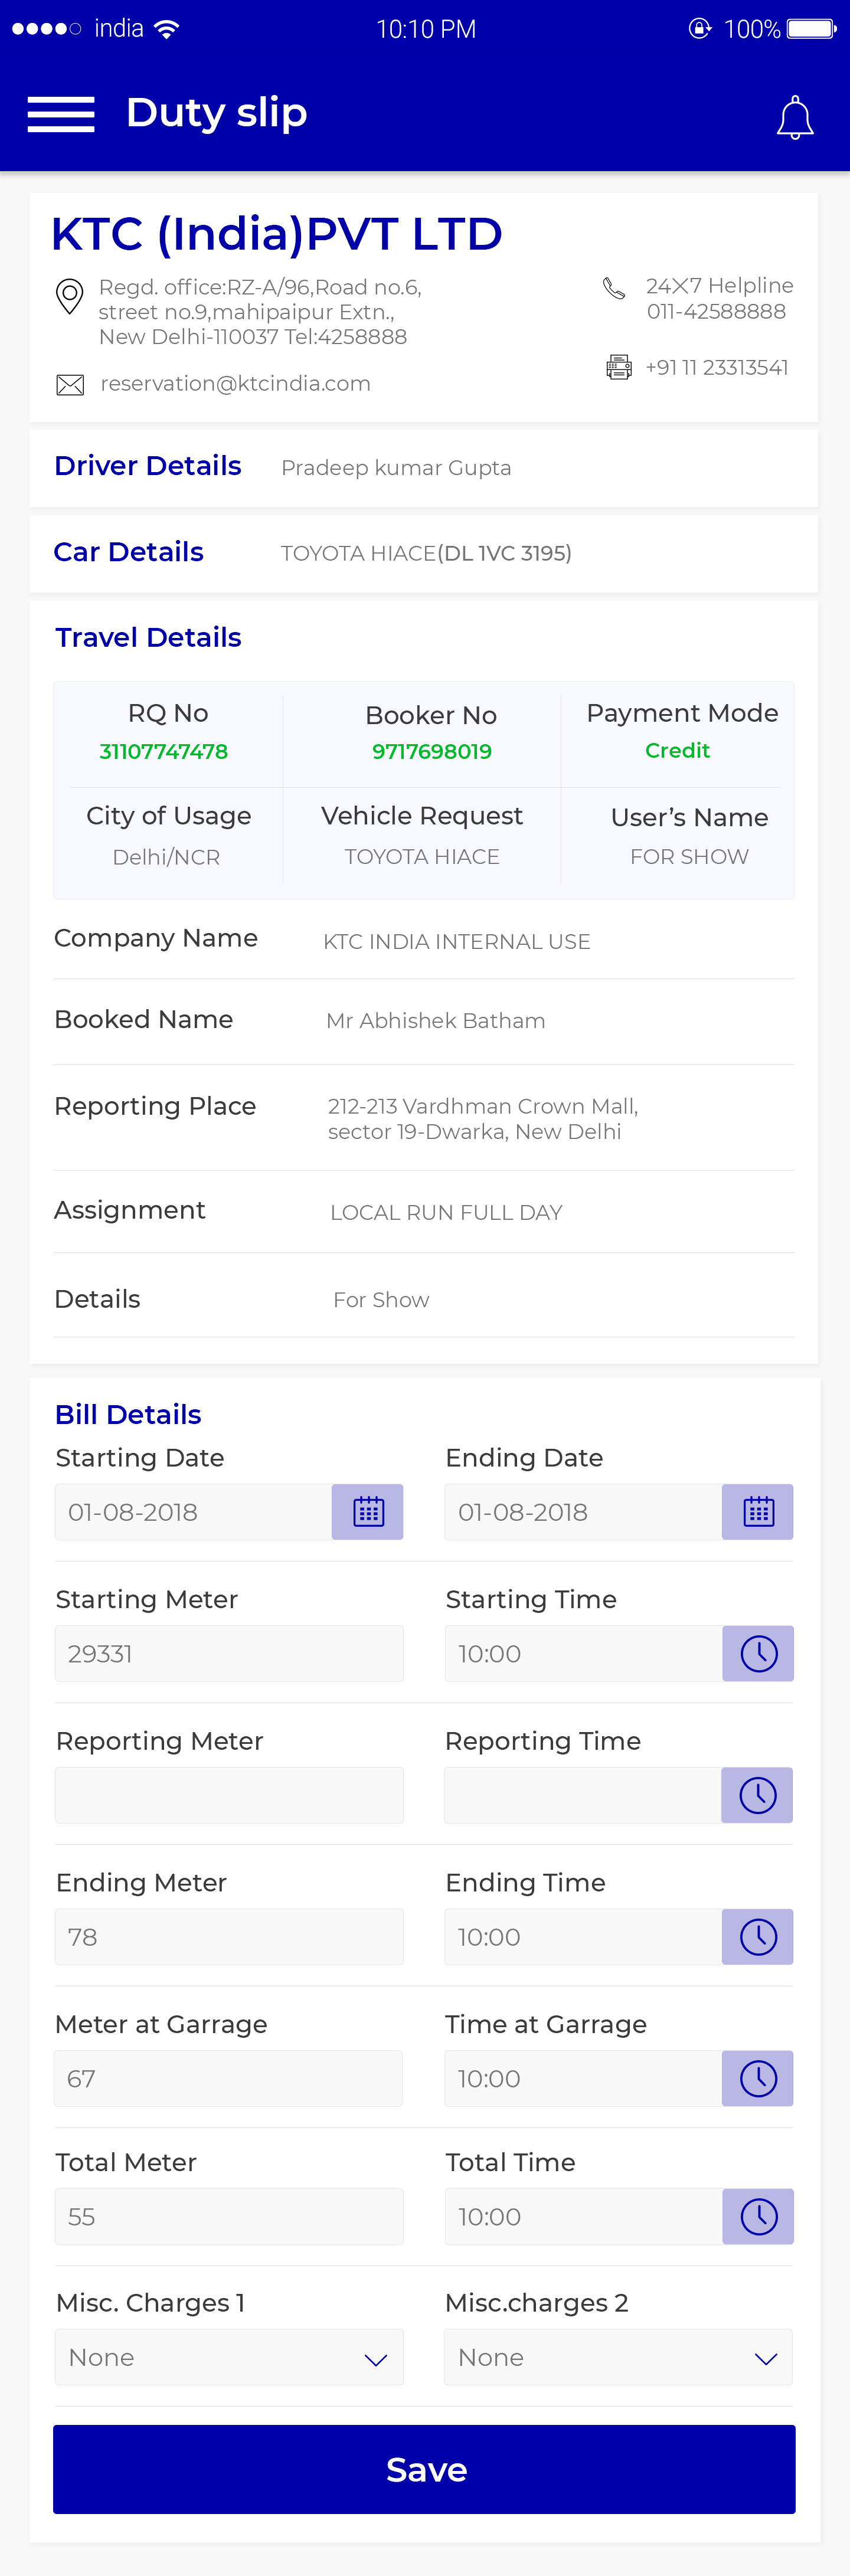 india 10:10 PM 100%
Duty slip
KTC (India)PVT LTD
Regd. office:RZ-A/96,Road no.6,
street no.9,mahipaipur Extn.,
New Delhi-110037 Tel:4258888
24X7 Helpline
011-42588888
reservation@ktcindia.com
+91 11 23313541
Driver Details Pradeep kumar Gupta
Car Details TOYOTA HIACE(DL 1VC 3195)
Travel Details
RQ No Booker No Payment Mode
31107747478 9717698019 Credit
City of Usage Vehicle Request User’s Name
Delhi/NCR TOYOTA HIACE FOR SHOW
Company Name KTC INDIA INTERNAL USE
Booked Name Mr Abhishek Batham
Reporting Place 212-213 Vardhman Crown Mall,
sector 19-Dwarka, New Delhi
Assignment LOCAL RUN FULL DAY
Details For Show
Bill Details
Starting Date Ending Date
01-08-2018 01-08-2018
Starting Meter Starting Time
29331 10:00
Reporting Meter Reporting Time
Ending Meter Ending Time
78 10:00
Meter at Garrage Time at Garrage
67 10:00
Total Meter Total Time
55 10:00
Misc. Charges 1 Misc.charges 2
None None
Save